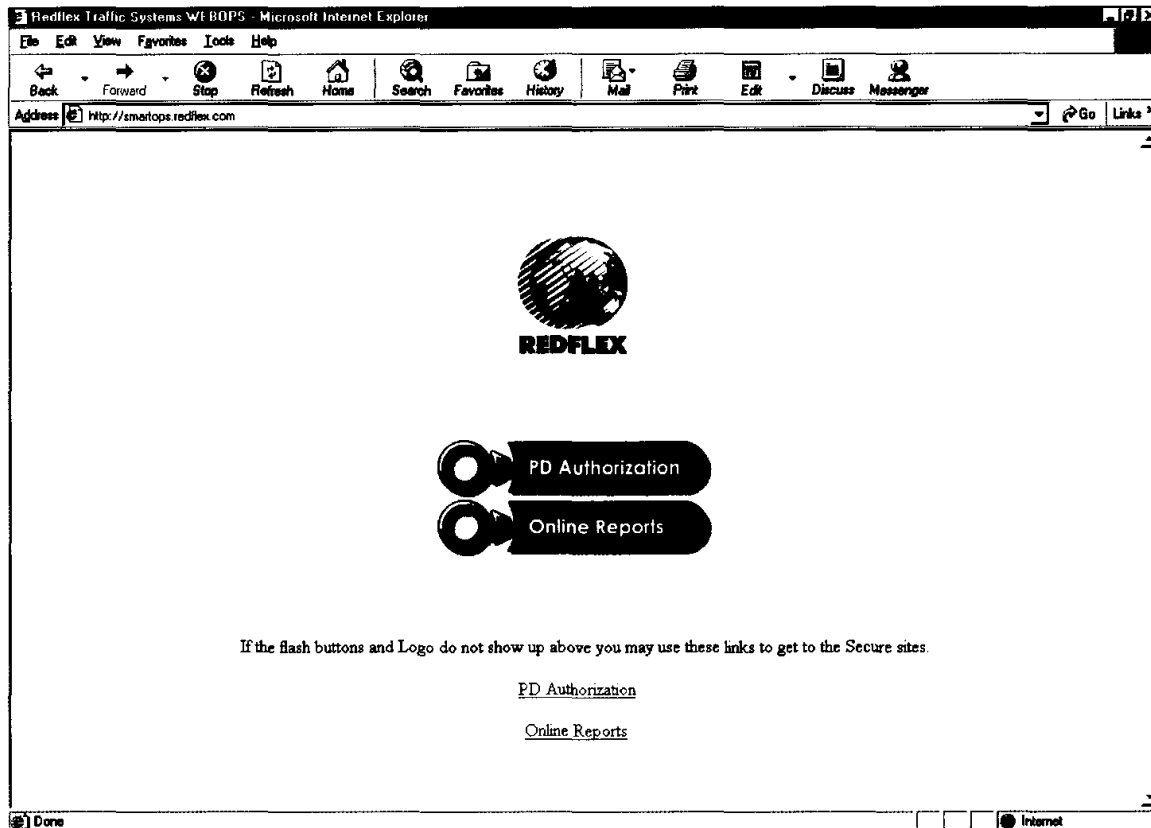 Redflex Traffic Systems WEBOPS - Microsoft Internet Explorer
File Edit View Favorites Tools Help
Back Forward Stop Refresh Home Search Favorites History Mail Print Edit Discuss Messenger
Address http://smartops.redflex.com Go Links »
REDFLEX
PD Authorization
Online Reports
If the flash buttons and Logo do not show up above you may use these links to get to the Secure sites.
PD Authorization
Online Reports
Done Internet